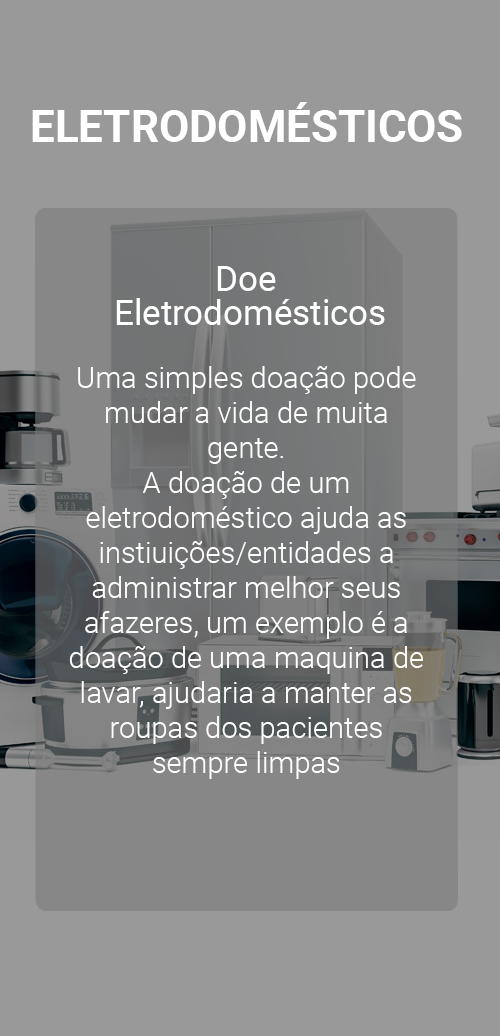 ELETRODOMÉSTICOS
Doe
Eletrodomésticos
Uma simples doação pode
mudar a vida de muita
gente.
A doação de um
eletrodoméstico ajuda as
instiuições/entidades a
administrar melhor seus
afazeres, um exemplo é a
doação de uma maquina de
lavar, ajudaria a manter as
roupas dos pacientes
sempre limpas